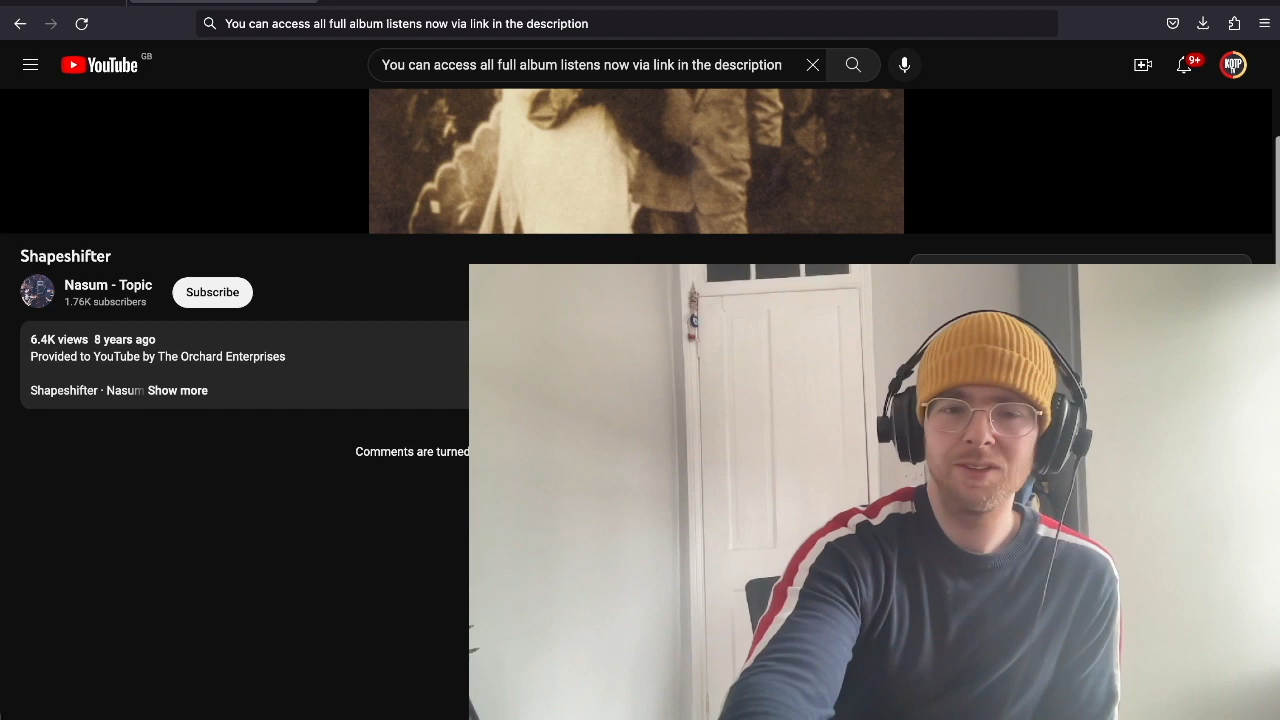 You can access all full album listens now via link in the description
YouTube GB
You can access all full album listens now via link in the description
9+
KOTP
Shapeshifter
Nasum - Topic
1.76K subscribers
Subscribe
6.4K views 8 years ago
Provided to YouTube by The Orchard Enterprises
Shapeshifter · Nasum Show more
Comments are turned